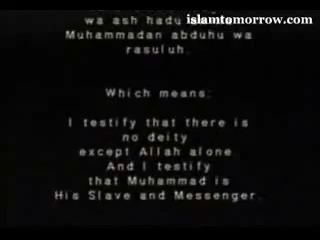 islamtomorrow.com
wa ash hadu
Muhammadan abduhu wa
rasuluh.
Which means:
I testify that there is
no deity
except Allah alone
And I testify
that Muhammad is
His Slave and Messenger.